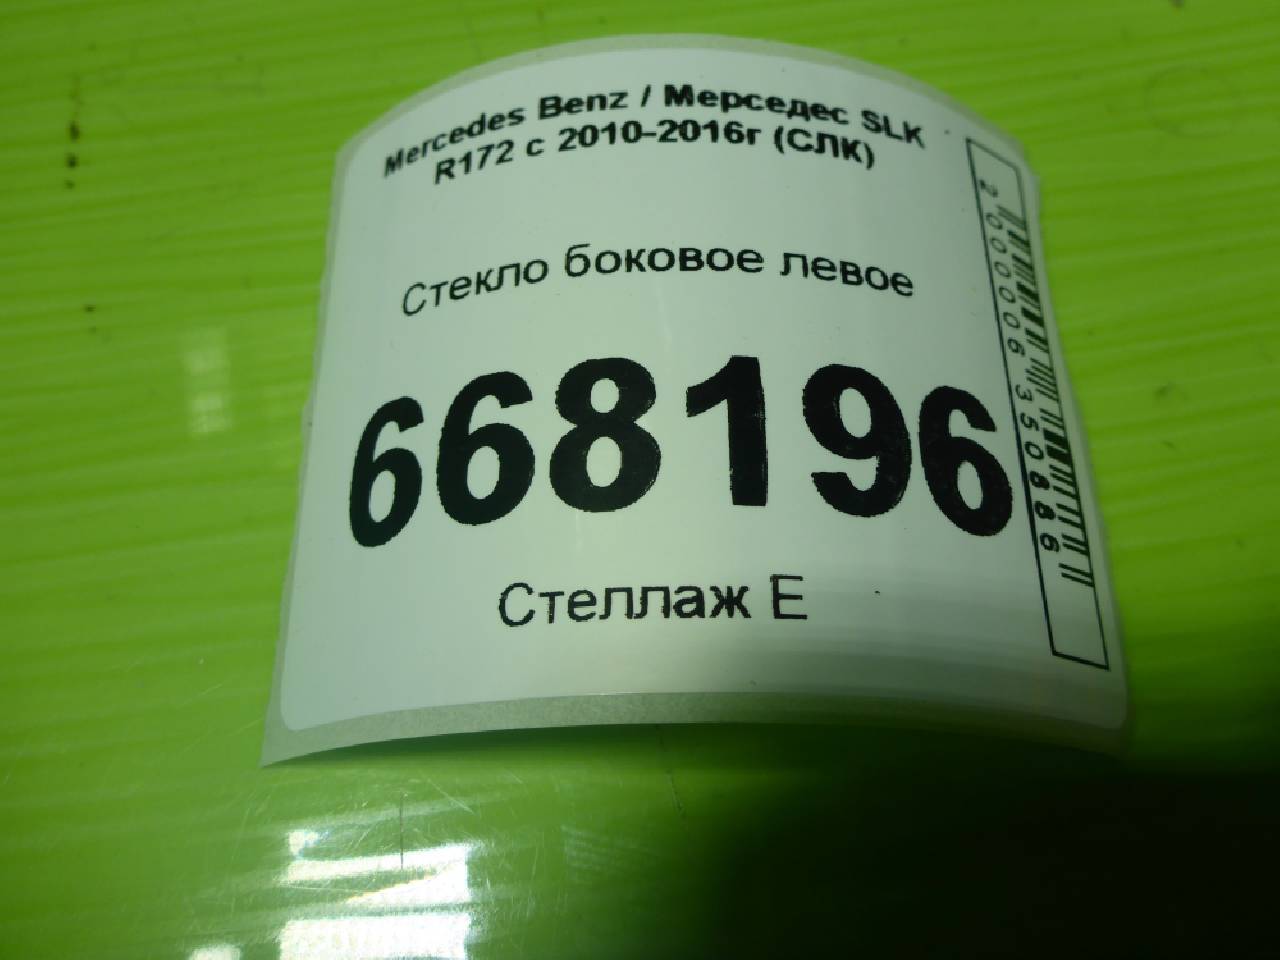 Mercedes Benz / Мерседес SLK
R172 с 2010-2016г (СЛК)
Стекло боковое левое
668196
Стеллаж Е
2000006350886